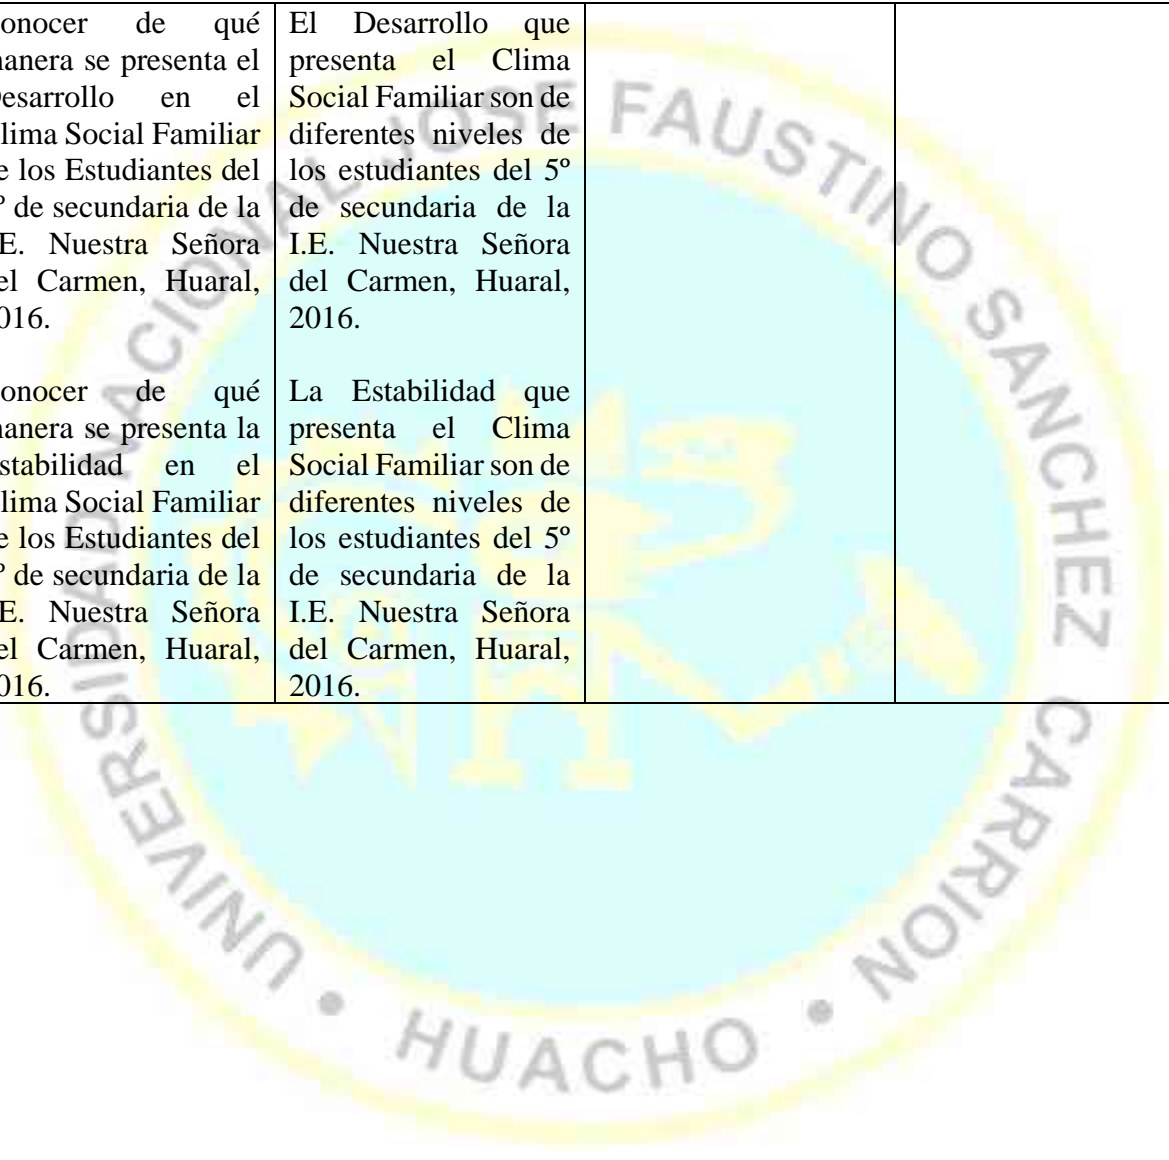 onocer de qué
anera se presenta el
esarrollo en el
lima Social Familiar
e los Estudiantes del
º de secundaria de la
.E. Nuestra Señora
el Carmen, Huaral,
016.
onocer de qué
anera se presenta la
stabilidad en el
lima Social Familiar
e los Estudiantes del
º de secundaria de la
.E. Nuestra Señora
el Carmen, Huaral,
016.
El Desarrollo que
presenta el Clima
Social Familiar son de
diferentes niveles de
los estudiantes del 5º
de secundaria de la
I.E. Nuestra Señora
del Carmen, Huaral,
2016.
La Estabilidad que
presenta el Clima
Social Familiar son de
diferentes niveles de
los estudiantes del 5º
de secundaria de la
I.E. Nuestra Señora
del Carmen, Huaral,
2016.
UNIVERSIDAD NACIONAL JOSE FAUSTINO SANCHEZ CARRION • HUACHO •